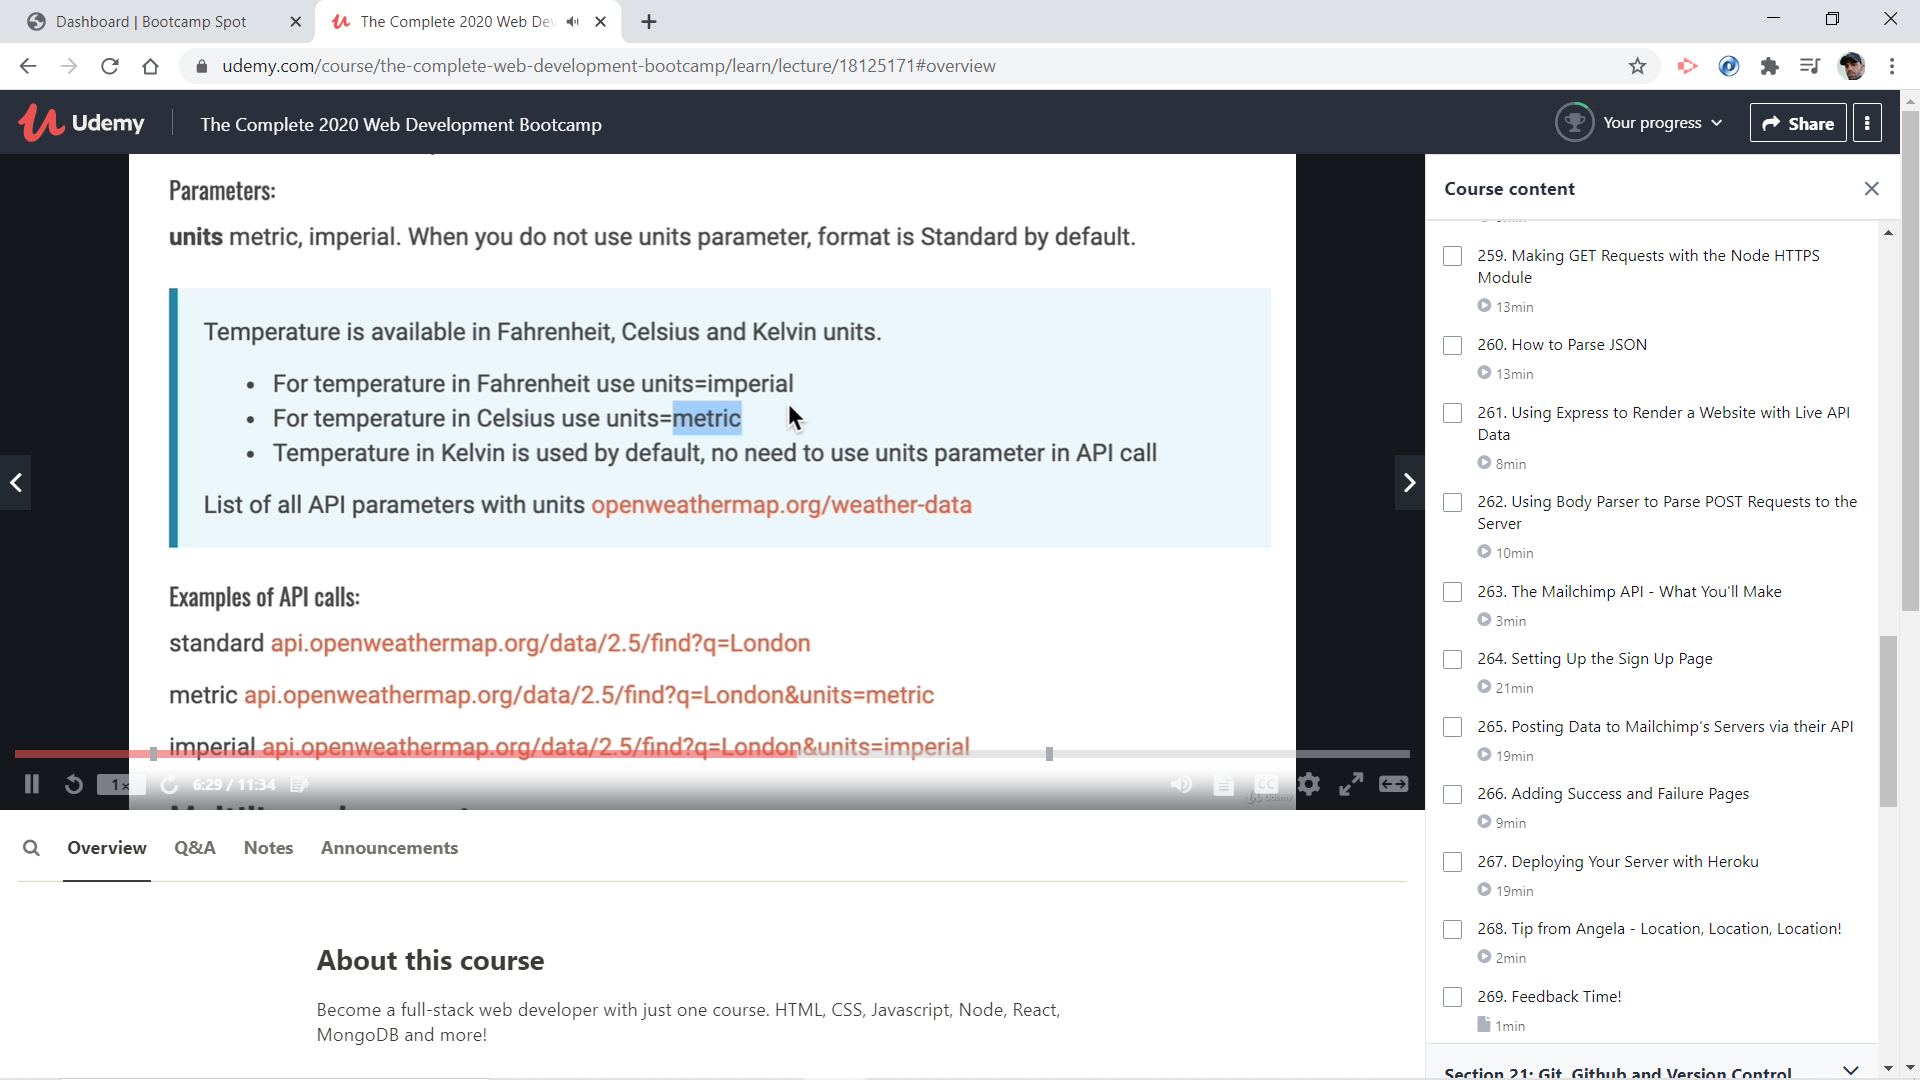 Dashboard | Bootcamp Spot
The Complete 2020 Web De
udemy.com/course/the-complete-web-development-bootcamp/learn/lecture/18125171#overview
Udemy
The Complete 2020 Web Development Bootcamp
Your progress
Share
Parameters:
units metric, imperial. When you do not use units parameter, format is Standard by default.
Temperature is available in Fahrenheit, Celsius and Kelvin units.
• For temperature in Fahrenheit use units=imperial
• For temperature in Celsius use units=metric
• Temperature in Kelvin is used by default, no need to use units parameter in API call
List of all API parameters with units openweathermap.org/weather-data
Examples of API calls:
standard api.openweathermap.org/data/2.5/find?q=London
metric api.openweathermap.org/data/2.5/find?q=London&units=metric
imperial api.openweathermap.org/data/2.5/find?q=London&units=imperial
1x
6:29 / 11:34
CC
Udemy
Overview
Q&A
Notes
Announcements
About this course
Become a full-stack web developer with just one course. HTML, CSS, Javascript, Node, React,
MongoDB and more!
Course content
259. Making GET Requests with the Node HTTPS
Module
13min
260. How to Parse JSON
13min
261. Using Express to Render a Website with Live API
Data
8min
262. Using Body Parser to Parse POST Requests to the
Server
10min
263. The Mailchimp API - What You'll Make
3min
264. Setting Up the Sign Up Page
21min
265. Posting Data to Mailchimp's Servers via their API
19min
266. Adding Success and Failure Pages
9min
267. Deploying Your Server with Heroku
19min
268. Tip from Angela - Location, Location, Location!
2min
269. Feedback Time!
1min
Section 21: Git, Github and Version Control